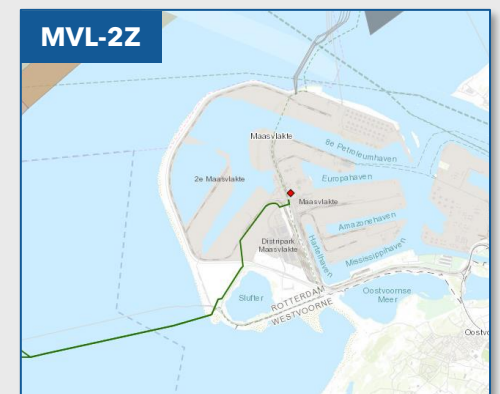 MVL-2Z
Maasvlakte
8e Petroleumhaven
2e Maasvlakte
Europahaven
Maasvlakte
Amazonehaven
Distripark
Maasvlakte
Hartelhaven
Mississippihaven
Slufter
ROTTERDAM
WESTVOORNE
Oostvoornse
Meer
Oostvo